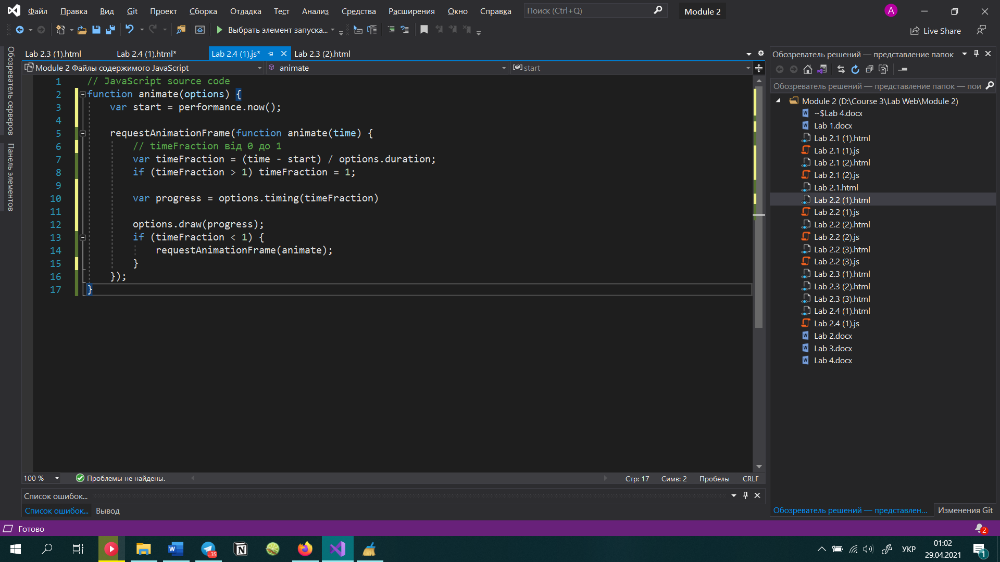 Файл Правка Вид Git Проект Сборка Отладка Тест Анализ Средства Расширения Окно Справка Поиск (Ctrl+Q) Module 2 A
Выбрать элемент запуска... Live Share
Обозреватель серверов
Панель элементов
Lab 2.3 (1).html Lab 2.4 (1).html* Lab 2.4 (1).js* Lab 2.3 (2).html
Module 2 Файлы содержимого JavaScript animate start
1 // JavaScript source code
2 function animate(options) {
3 var start = performance.now();
4
5 requestAnimationFrame(function animate(time) {
6 // timeFraction від 0 до 1
7 var timeFraction = (time - start) / options.duration;
8 if (timeFraction > 1) timeFraction = 1;
9
10 var progress = options.timing(timeFraction)
11
12 options.draw(progress);
13 if (timeFraction < 1) {
14 requestAnimationFrame(animate);
15 }
16 });
17 }
100 % Проблемы не найдены. Стр: 17 Симв: 2 Пробелы CRLF
Список ошибок...
Список ошибок... Вывод
Обозреватель решений — представление папок
Обозреватель решений — представление папок — пои
Module 2 (D:\Course 3\Lab Web\Module 2)
~$Lab 4.docx
Lab 1.docx
Lab 2.1 (1).html
Lab 2.1 (1).js
Lab 2.1 (2).html
Lab 2.1 (2).js
Lab 2.1.html
Lab 2.2 (1).html
Lab 2.2 (1).js
Lab 2.2 (2).html
Lab 2.2 (2).js
Lab 2.2 (3).html
Lab 2.2 (3).js
Lab 2.3 (1).html
Lab 2.3 (2).html
Lab 2.3 (3).html
Lab 2.4 (1).html
Lab 2.4 (1).js
Lab 2.docx
Lab 3.docx
Lab 4.docx
Обозреватель решений — представлен... Изменения Git
Готово 2
..35 УКР 01:02
29.04.2021 1